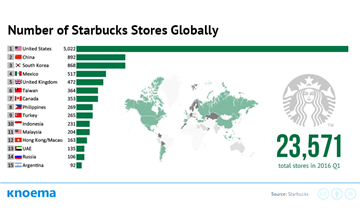 Number of Starbucks Stores Globally
1 United States 5,022
2 China 892
3 South Korea 868
4 Mexico 517
5 United Kingdom 472
6 Taiwan 364
7 Canada 353
8 Philippines 269
9 Turkey 265
10 Indonesia 231
11 Malaysia 204
12 Hong Kong/Macao 163
13 UAE 135
14 Russia 106
15 Argentina 92
23,571
total stores in 2016 Q1
knoema
Source: Starbucks